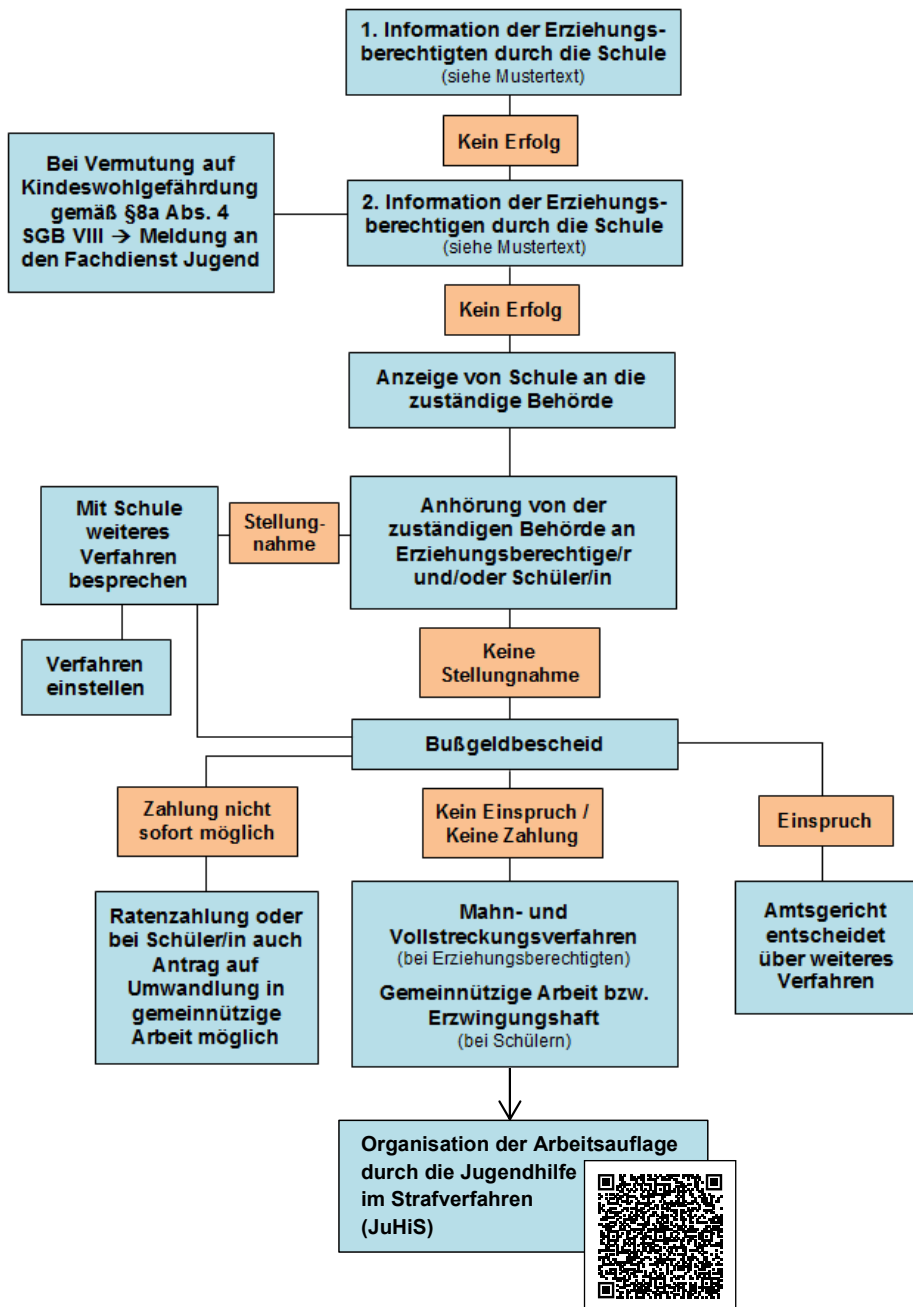 1. Information der Erziehungs-
berechtigten durch die Schule
(siehe Mustertext)
Kein Erfolg
Bei Vermutung auf
Kindeswohlgefährdung
gemäß §8a Abs. 4
SGB VIII → Meldung an
den Fachdienst Jugend
2. Information der Erziehungs-
berechtigen durch die Schule
(siehe Mustertext)
Kein Erfolg
Anzeige von Schule an die
zuständige Behörde
Mit Schule
weiteres
Verfahren
besprechen
Stellung-
nahme
Anhörung von der
zuständigen Behörde an
Erziehungsberechtige/r
und/oder Schüler/in
Verfahren
einstellen
Keine
Stellungnahme
Bußgeldbescheid
Zahlung nicht
sofort möglich
Kein Einspruch /
Keine Zahlung
Einspruch
Ratenzahlung oder
bei Schüler/in auch
Antrag auf
Umwandlung in
gemeinnützige
Arbeit möglich
Mahn- und
Vollstreckungsverfahren
(bei Erziehungsberechtigten)
Gemeinnützige Arbeit bzw.
Erzwingungshaft
(bei Schülern)
Amtsgericht
entscheidet
über weiteres
Verfahren
Organisation der Arbeitsauflage
durch die Jugendhilfe
im Strafverfahren
(JuHiS)